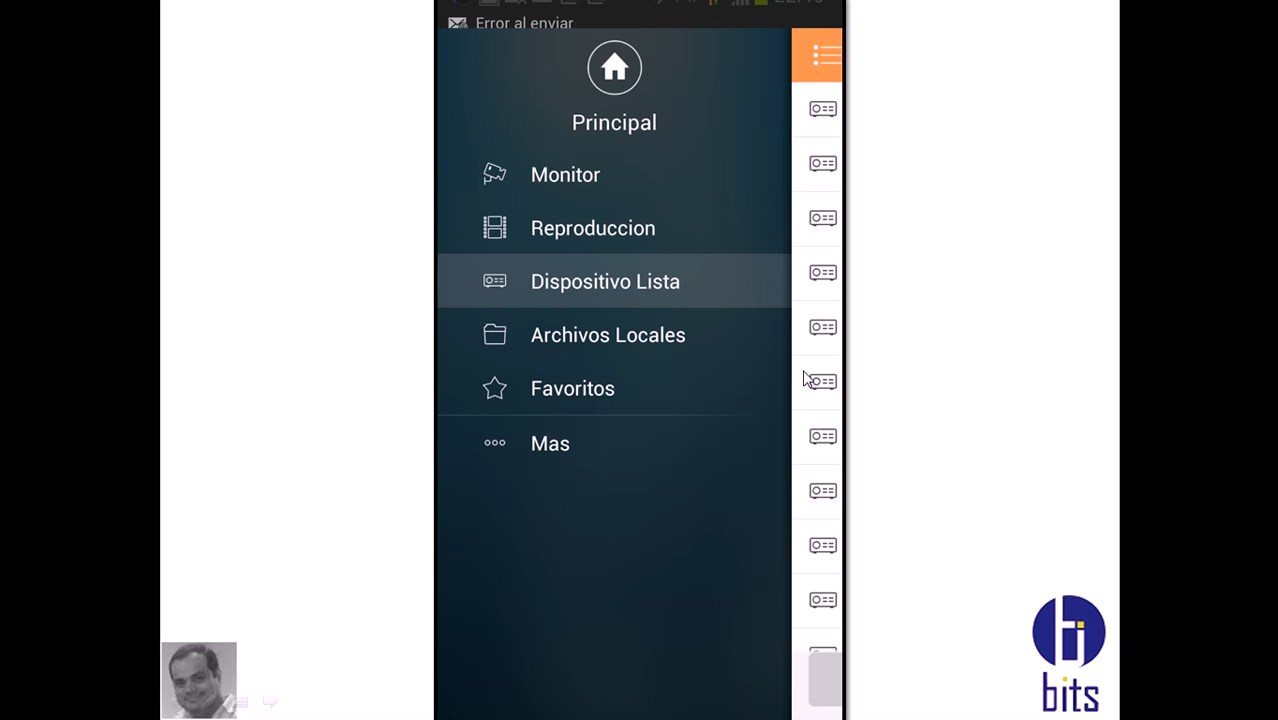 Error al enviar
Principal
Monitor
Reproduccion
Dispositivo Lista
Archivos Locales
Favoritos
Mas
bits